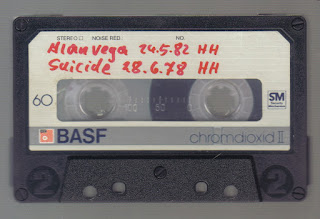 STEREO NOISE RED. NO.
Alan vega 24.5.82 HH
Suicide 28.6.78 HH
60
SM
BASF chromdioxid II
2 2